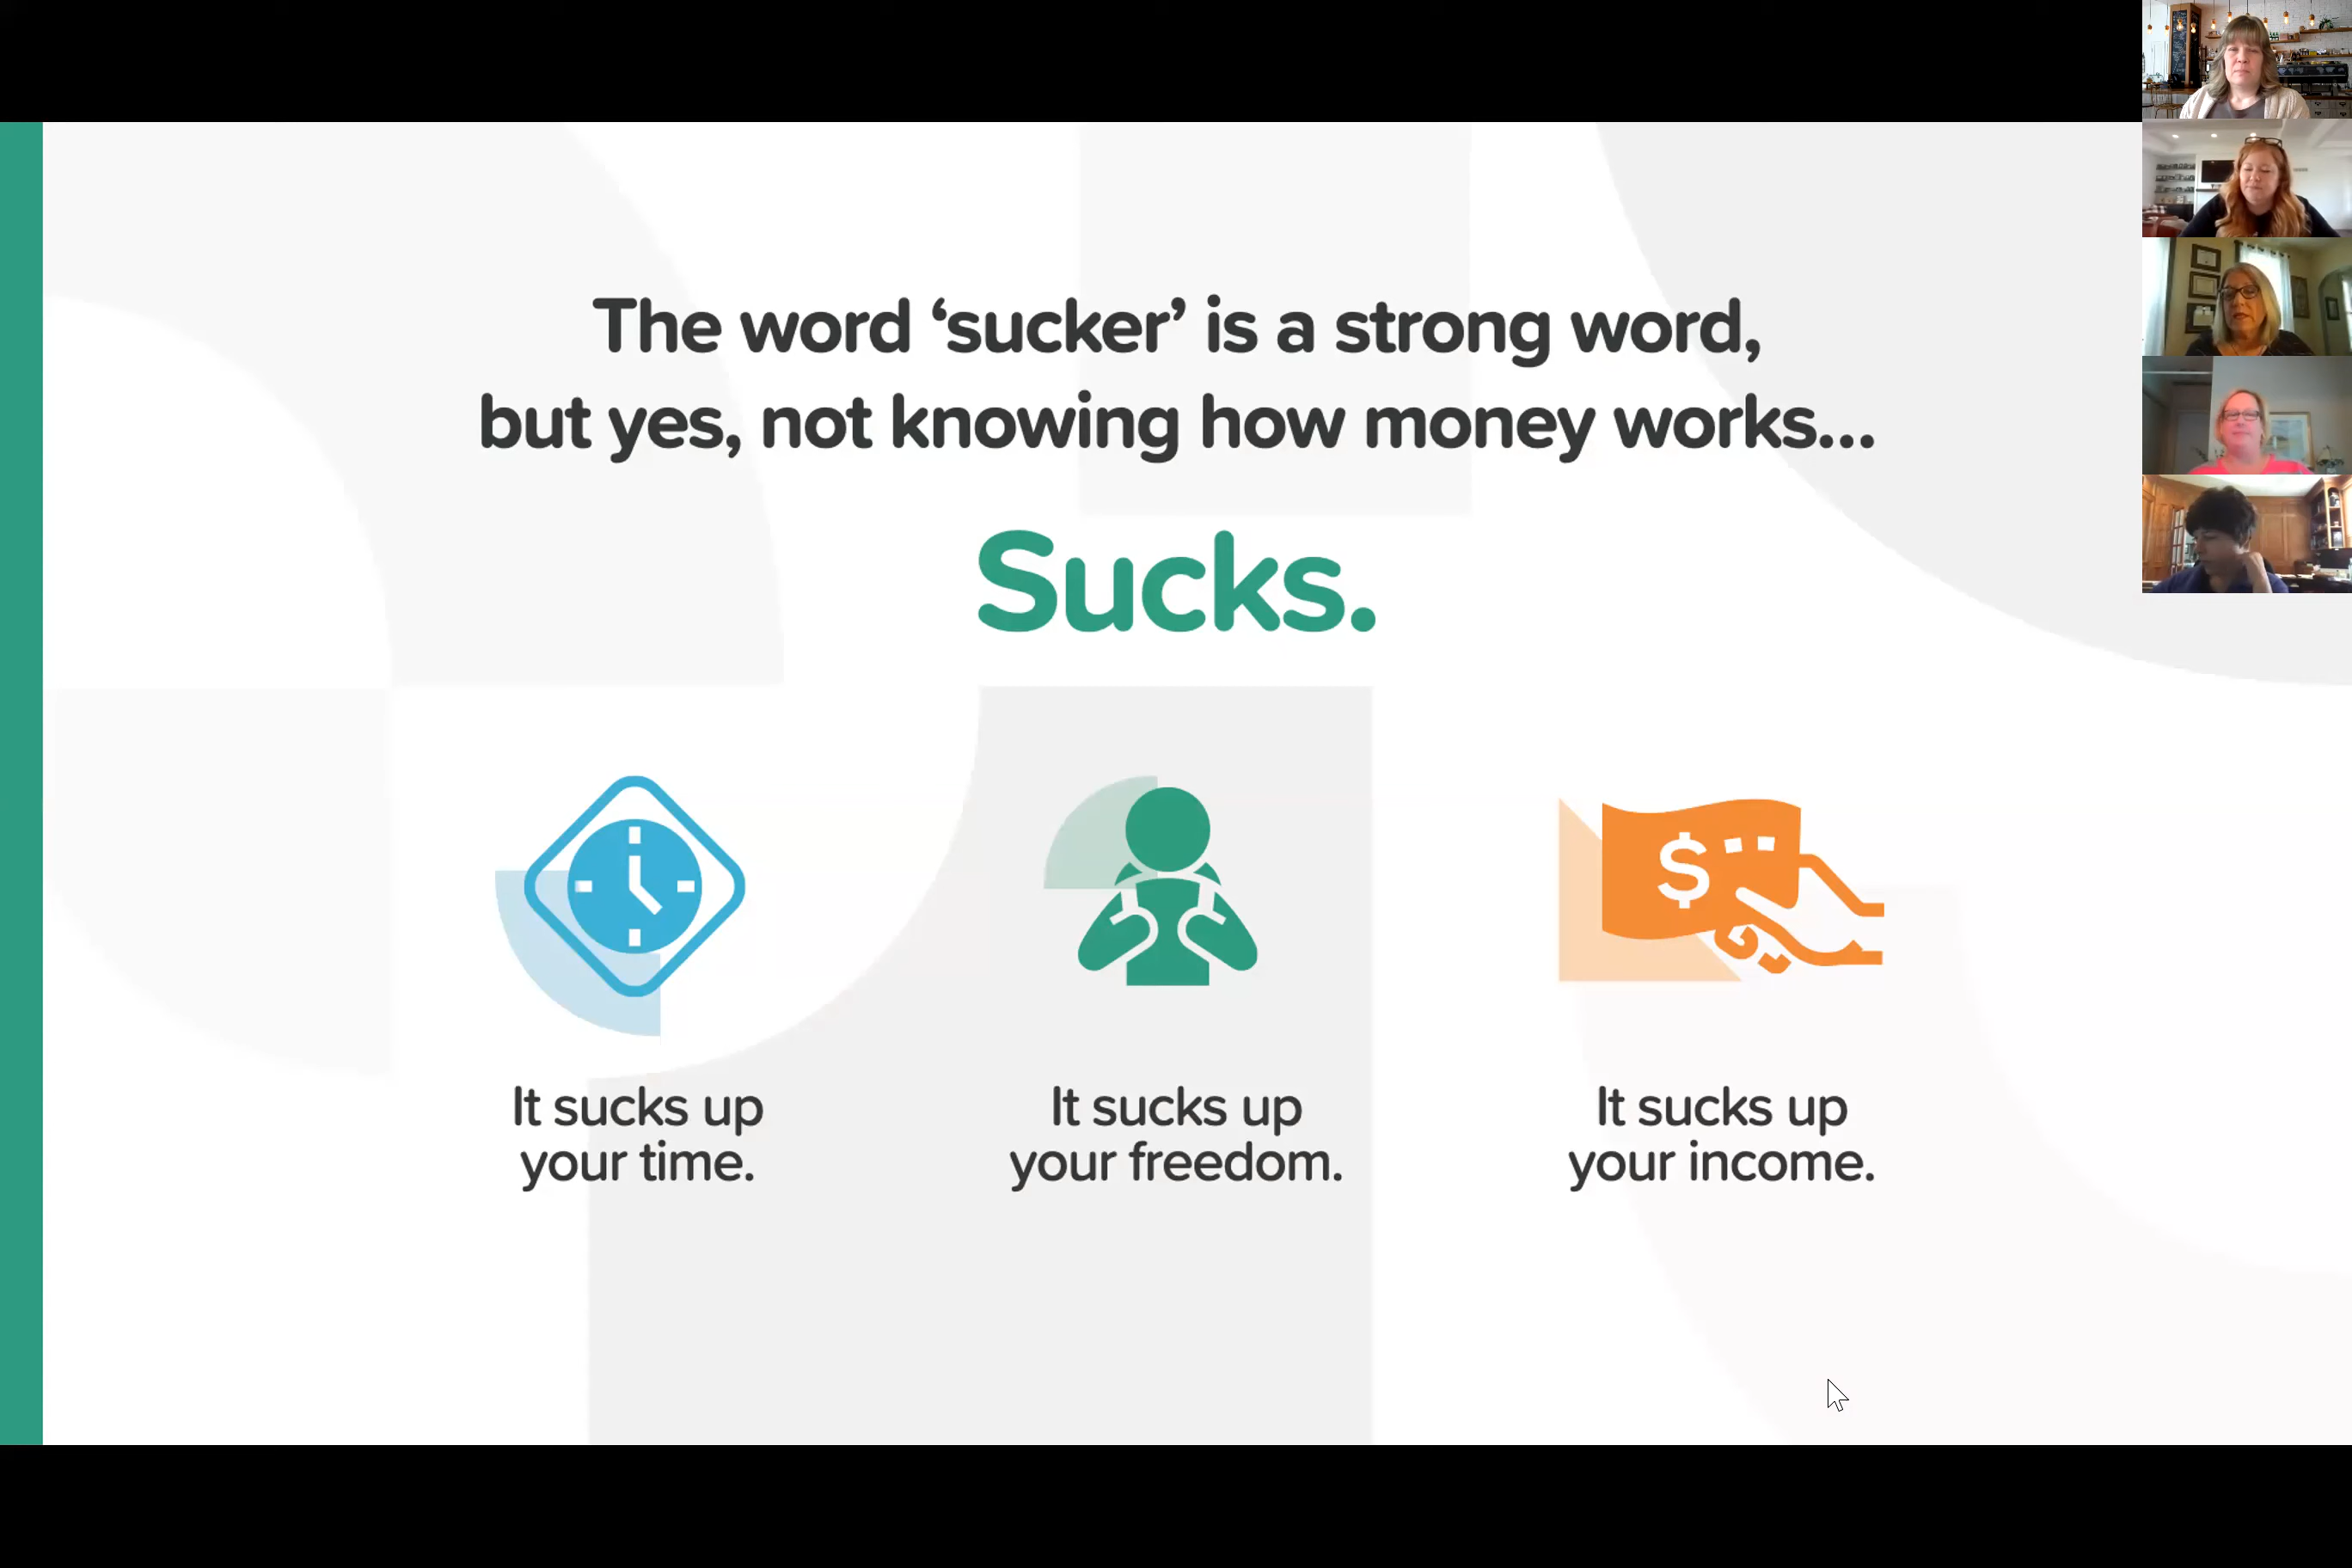 The word ‘sucker’ is a strong word,
but yes, not knowing how money works...
Sucks.
$
It sucks up
your time.
It sucks up
your freedom.
It sucks up
your income.